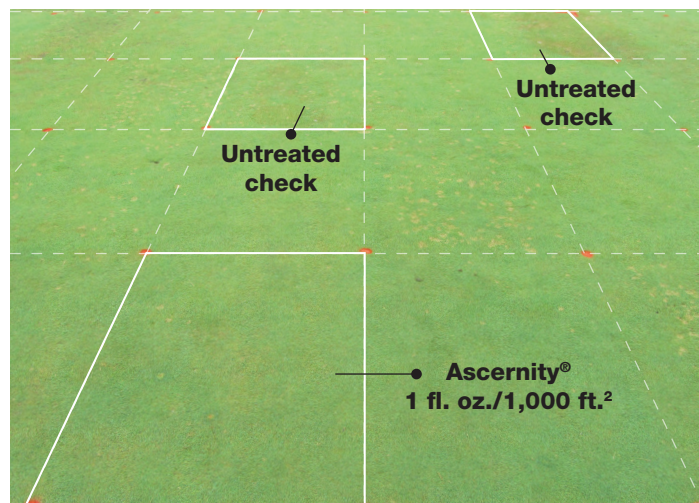 Untreated
check
Untreated
check
Ascernity®
1 fl. oz./1,000 ft.²